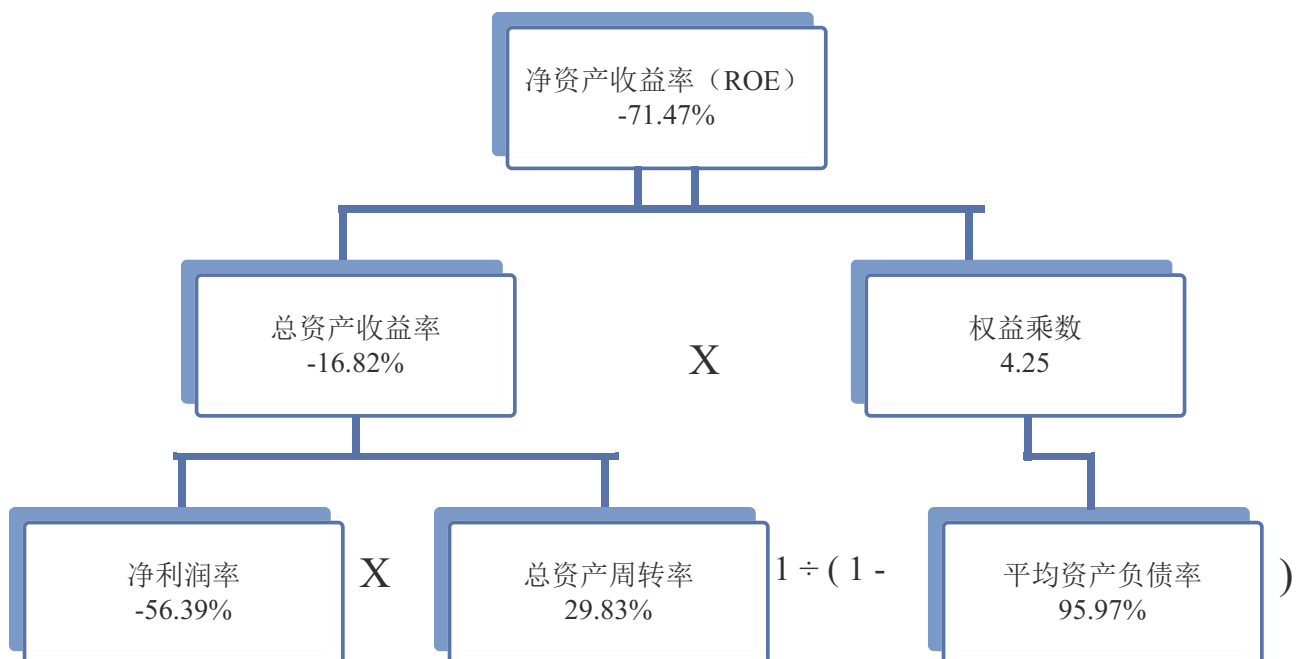 净资产收益率（ROE）
-71.47%
总资产收益率
-16.82%
X
权益乘数
4.25
净利润率
-56.39%
X
总资产周转率
29.83%
1 ÷ ( 1 -
平均资产负债率
95.97%
)